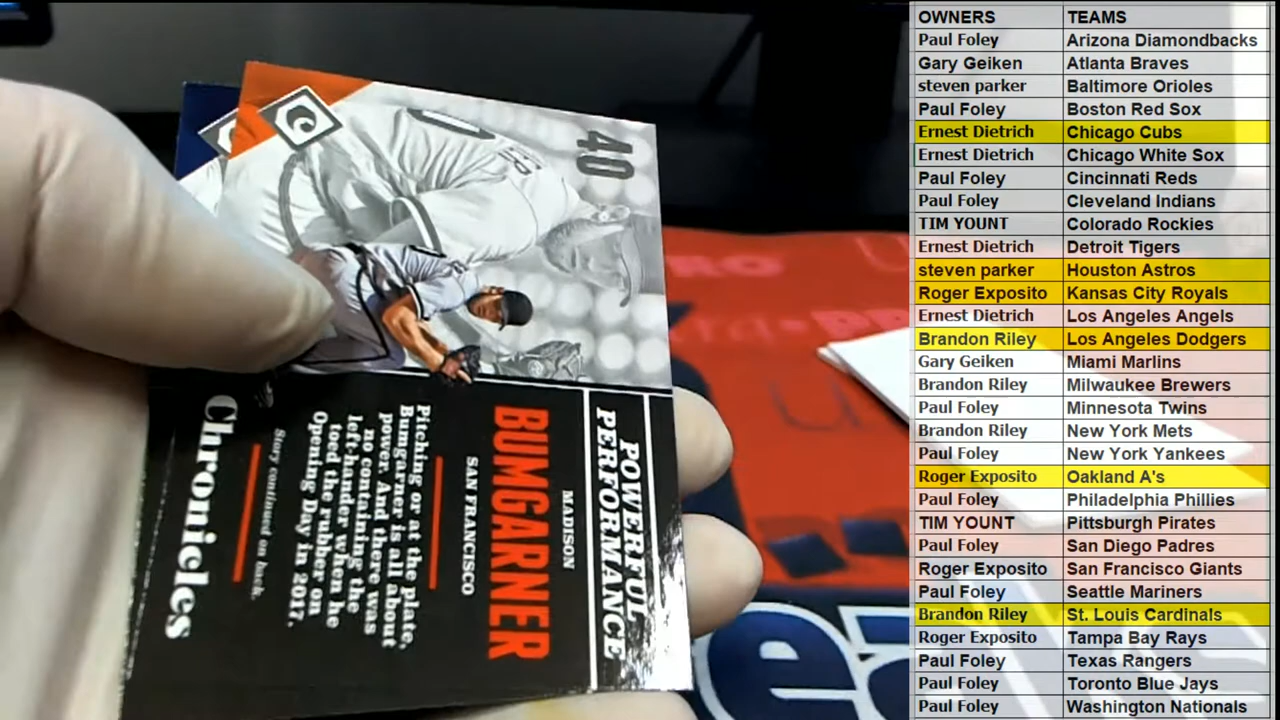 40
POWERFUL
PERFORMANCE
MADISON
BUMGARNER
SAN FRANCISCO
Pitching or at the plate,
Bumgarner is all about
power. And there was
no containing the
left-hander when he
toed the rubber on
Opening Day in 2017.
Story continued on back.
Chronicles
OWNERS TEAMS
Paul Foley Arizona Diamondbacks
Gary Geiken Atlanta Braves
steven parker Baltimore Orioles
Paul Foley Boston Red Sox
Ernest Dietrich Chicago Cubs
Ernest Dietrich Chicago White Sox
Paul Foley Cincinnati Reds
Paul Foley Cleveland Indians
TIM YOUNT Colorado Rockies
Ernest Dietrich Detroit Tigers
steven parker Houston Astros
Roger Exposito Kansas City Royals
Ernest Dietrich Los Angeles Angels
Brandon Riley Los Angeles Dodgers
Gary Geiken Miami Marlins
Brandon Riley Milwaukee Brewers
Paul Foley Minnesota Twins
Brandon Riley New York Mets
Paul Foley New York Yankees
Roger Exposito Oakland A's
Paul Foley Philadelphia Phillies
TIM YOUNT Pittsburgh Pirates
Paul Foley San Diego Padres
Roger Exposito San Francisco Giants
Paul Foley Seattle Mariners
Brandon Riley St. Louis Cardinals
Roger Exposito Tampa Bay Rays
Paul Foley Texas Rangers
Paul Foley Toronto Blue Jays
Paul Foley Washington Nationals